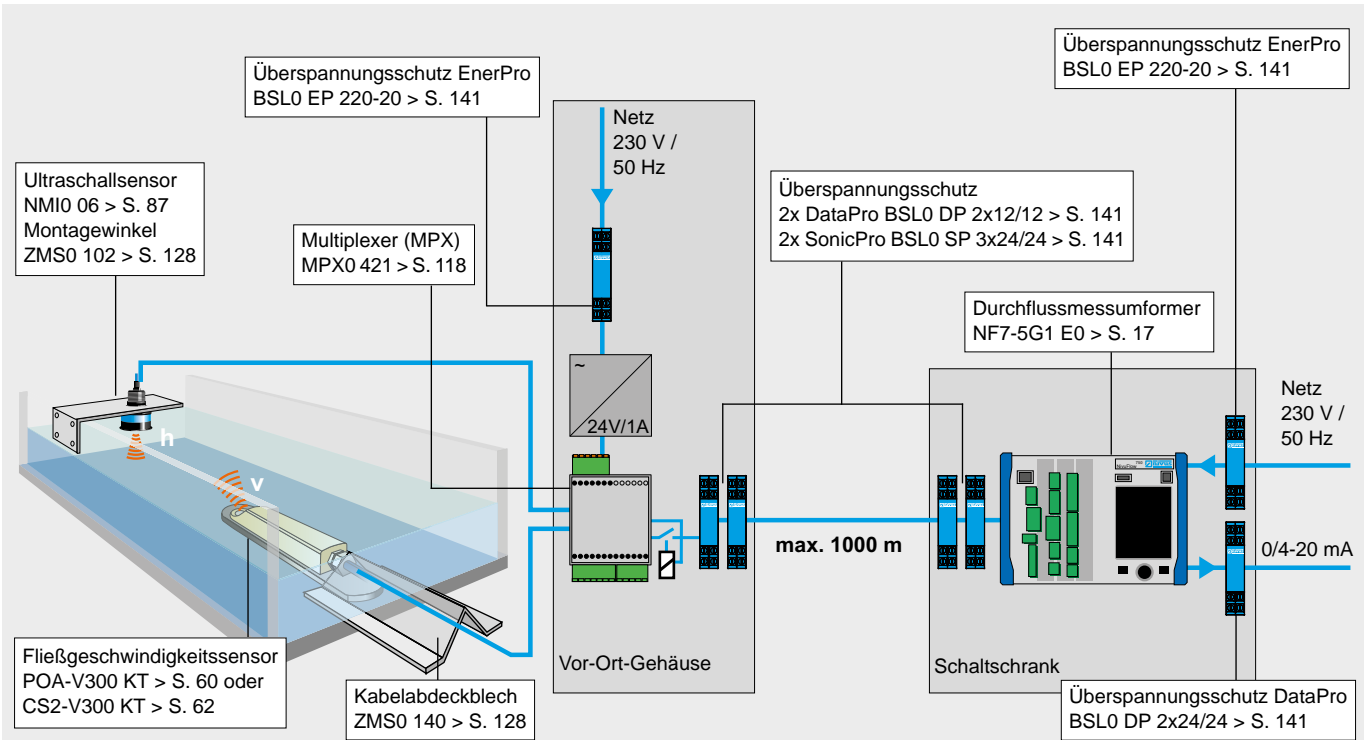 Überspannungsschutz EnerPro
BSL0 EP 220-20 > S. 141
Überspannungsschutz EnerPro
BSL0 EP 220-20 > S. 141
Netz
230 V /
50 Hz
Ultraschallsensor
NMI0 06 > S. 87
Montagewinkel
ZMS0 102 > S. 128
Multiplexer (MPX)
MPX0 421 > S. 118
Überspannungsschutz
2x DataPro BSL0 DP 2x12/12 > S. 141
2x SonicPro BSL0 SP 3x24/24 > S. 141
Durchflussmessumformer
NF7-5G1 E0 > S. 17
~
24V/1A
Netz
230 V /
50 Hz
h
v
max. 1000 m
0/4-20 mA
Fließgeschwindigkeitssensor
POA-V300 KT > S. 60 oder
CS2-V300 KT > S. 62
Kabelabdeckblech
ZMS0 140 > S. 128
Vor-Ort-Gehäuse
Schaltschrank
Überspannungsschutz DataPro
BSL0 DP 2x24/24 > S. 141